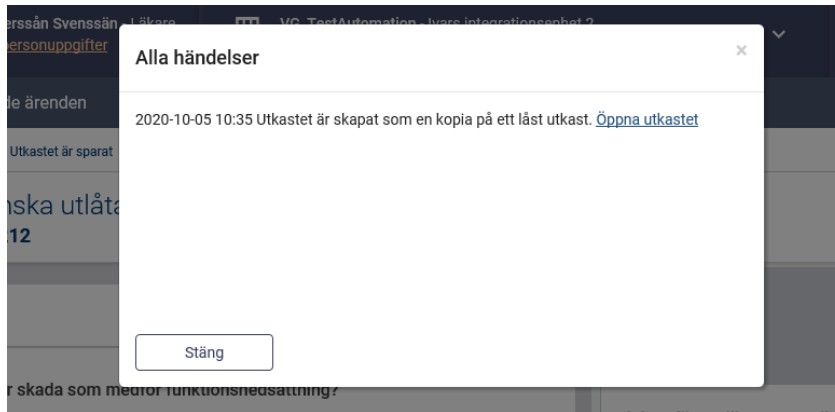 Svenssän - Läkare
VG_TestAutomation - Ivars integrationsenhet 2
personuppgifter
Alla händelser
×
de ärenden
2020-10-05 10:35 Utkastet är skapat som en kopia på ett låst utkast. Öppna utkastet
Utkastet är sparat
12
Stäng
skada som medför funktionsnedsättning?